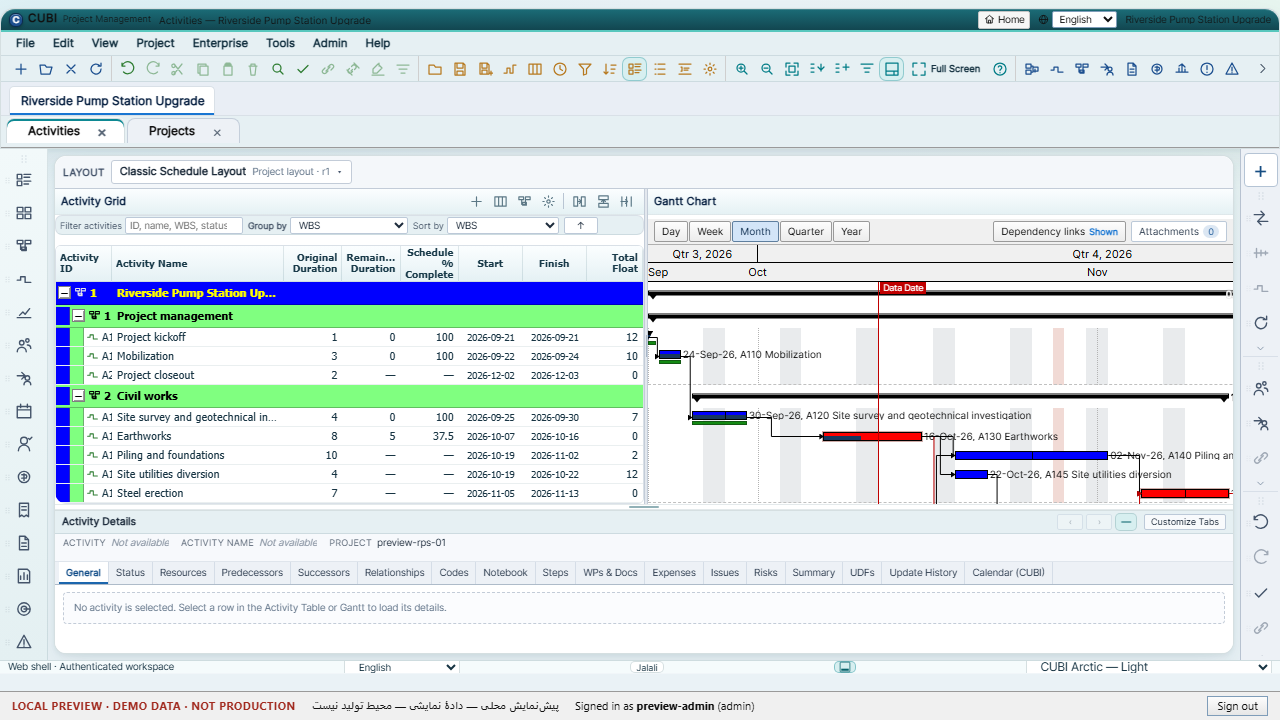 CUBI Project Management Activities — Riverside Pump Station Upgrade Home English Riverside Pump Station Upgrade
File Edit View Project Enterprise Tools Admin Help
Full Screen
Riverside Pump Station Upgrade
Activities Projects
LAYOUT Classic Schedule Layout Project layout · r1
Activity Grid
Filter activities ID, name, WBS, status Group by WBS Sort by WBS
Activity ID Activity Name Original Duration Remain... Duration Schedule % Complete Start Finish Total Float
1 Riverside Pump Station Up...
1 Project management
A1 Project kickoff 1 0 100 2026-09-21 2026-09-21 12
A1 Mobilization 3 0 100 2026-09-22 2026-09-24 10
A2 Project closeout 2 — — 2026-12-02 2026-12-03 0
2 Civil works
A1 Site survey and geotechnical in... 4 0 100 2026-09-25 2026-09-30 7
A1 Earthworks 8 5 37.5 2026-10-07 2026-10-16 0
A1 Piling and foundations 10 — — 2026-10-19 2026-11-02 2
A1 Site utilities diversion 4 — — 2026-10-19 2026-10-22 12
A1 Steel erection 7 — — 2026-11-05 2026-11-13 0
Gantt Chart
Day Week Month Quarter Year Dependency links Shown Attachments 0
Qtr 3, 2026 Qtr 4, 2026
Sep Oct Nov
Data Date
24-Sep-26, A110 Mobilization
30-Sep-26, A120 Site survey and geotechnical investigation
16-Oct-26, A130 Earthworks
02-Nov-26, A140 Piling an
22-Oct-26, A145 Site utilities diversion
Activity Details Customize Tabs
ACTIVITY Not available ACTIVITY NAME Not available PROJECT preview-rps-01
General Status Resources Predecessors Successors Relationships Codes Notebook Steps WPs & Docs Expenses Issues Risks Summary UDFs Update History Calendar (CUBI)
No activity is selected. Select a row in the Activity Table or Gantt to load its details.
Web shell · Authenticated workspace English Jalali CUBI Arctic — Light
LOCAL PREVIEW · DEMO DATA · NOT PRODUCTION پیش‌نمایش محلی — دادهٔ نمایشی — محیط تولید نیست Signed in as preview-admin (admin) Sign out